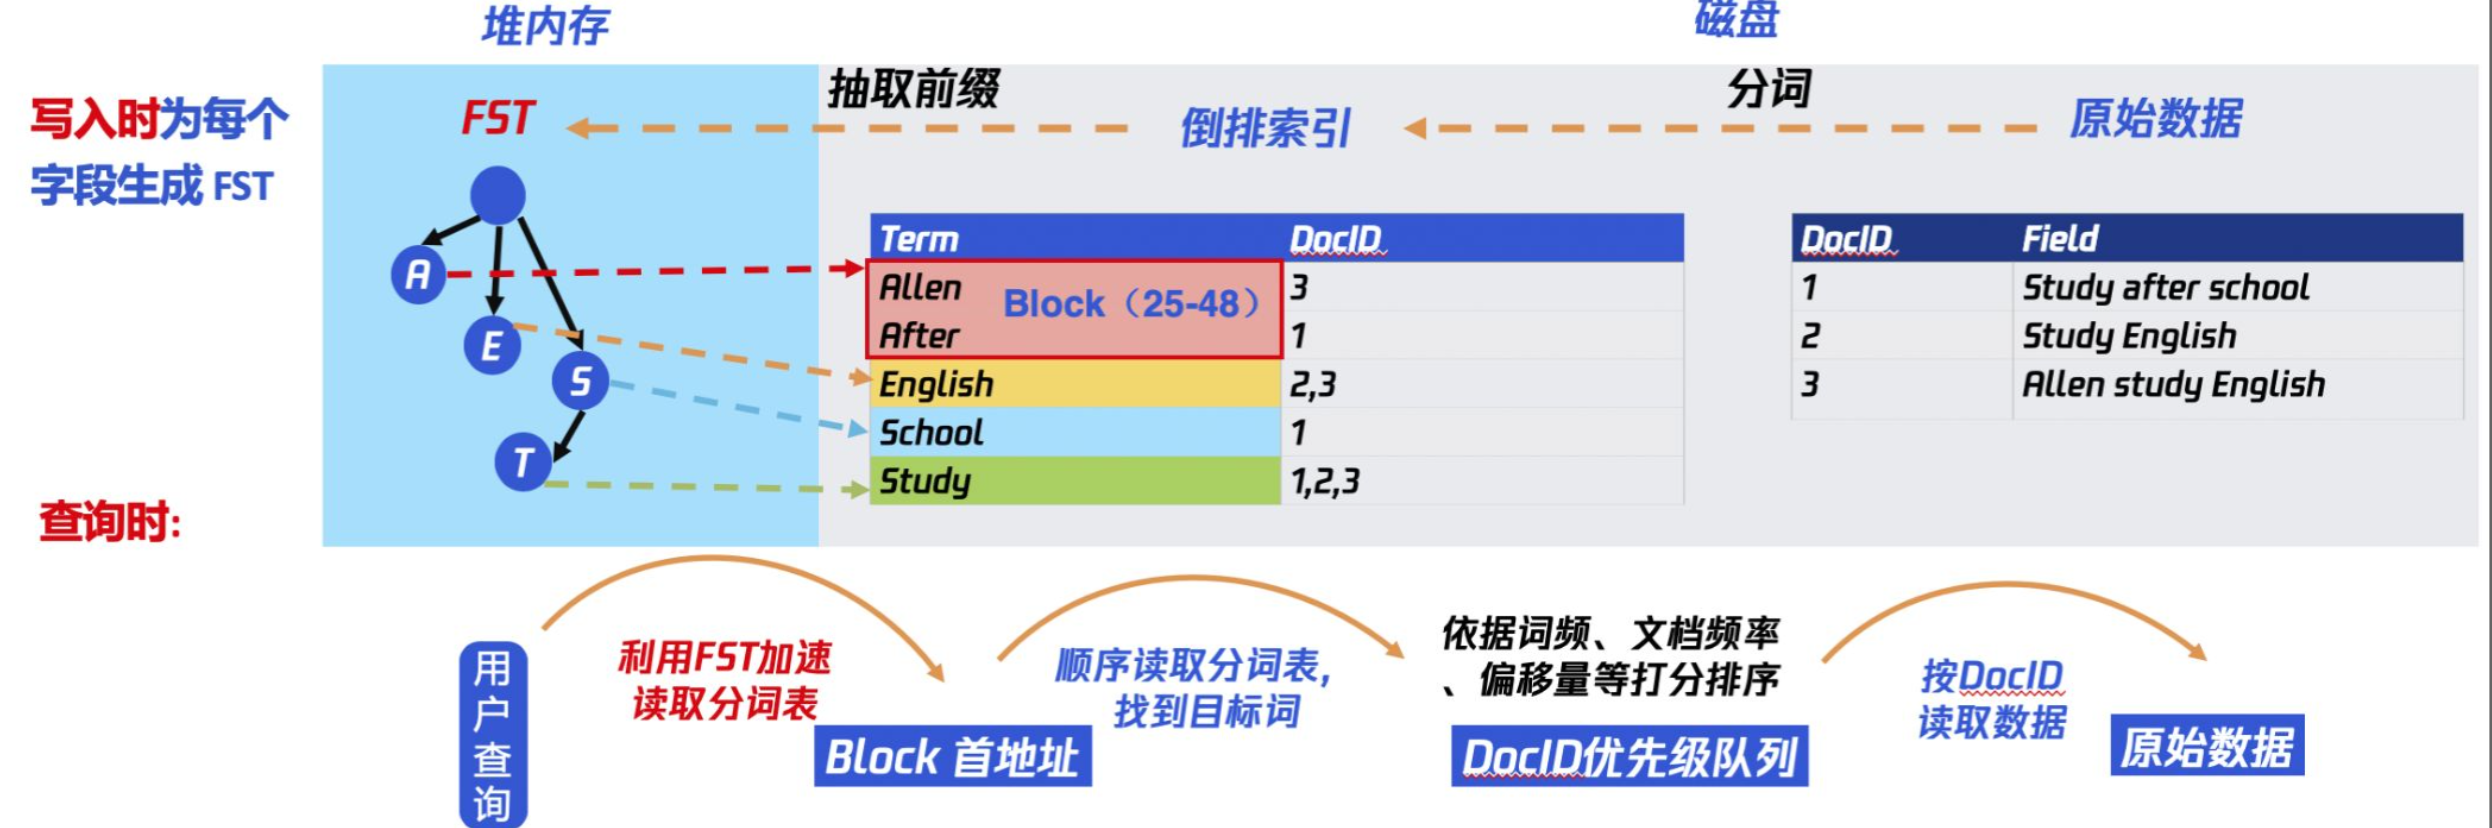 堆内存
磁盘
写入时为每个
字段生成 FST
FST
抽取前缀
倒排索引
分词
原始数据
A
E
S
T
Term DocID
Allen 3
Block（25-48）
After 1
English 2,3
School 1
Study 1,2,3
DocID Field
1 Study after school
2 Study English
3 Allen study English
查询时:
用户查询
利用FST加速
读取分词表
Block 首地址
顺序读取分词表,
找到目标词
依据词频、文档频率
、偏移量等打分排序
DocID优先级队列
按DocID
读取数据
原始数据